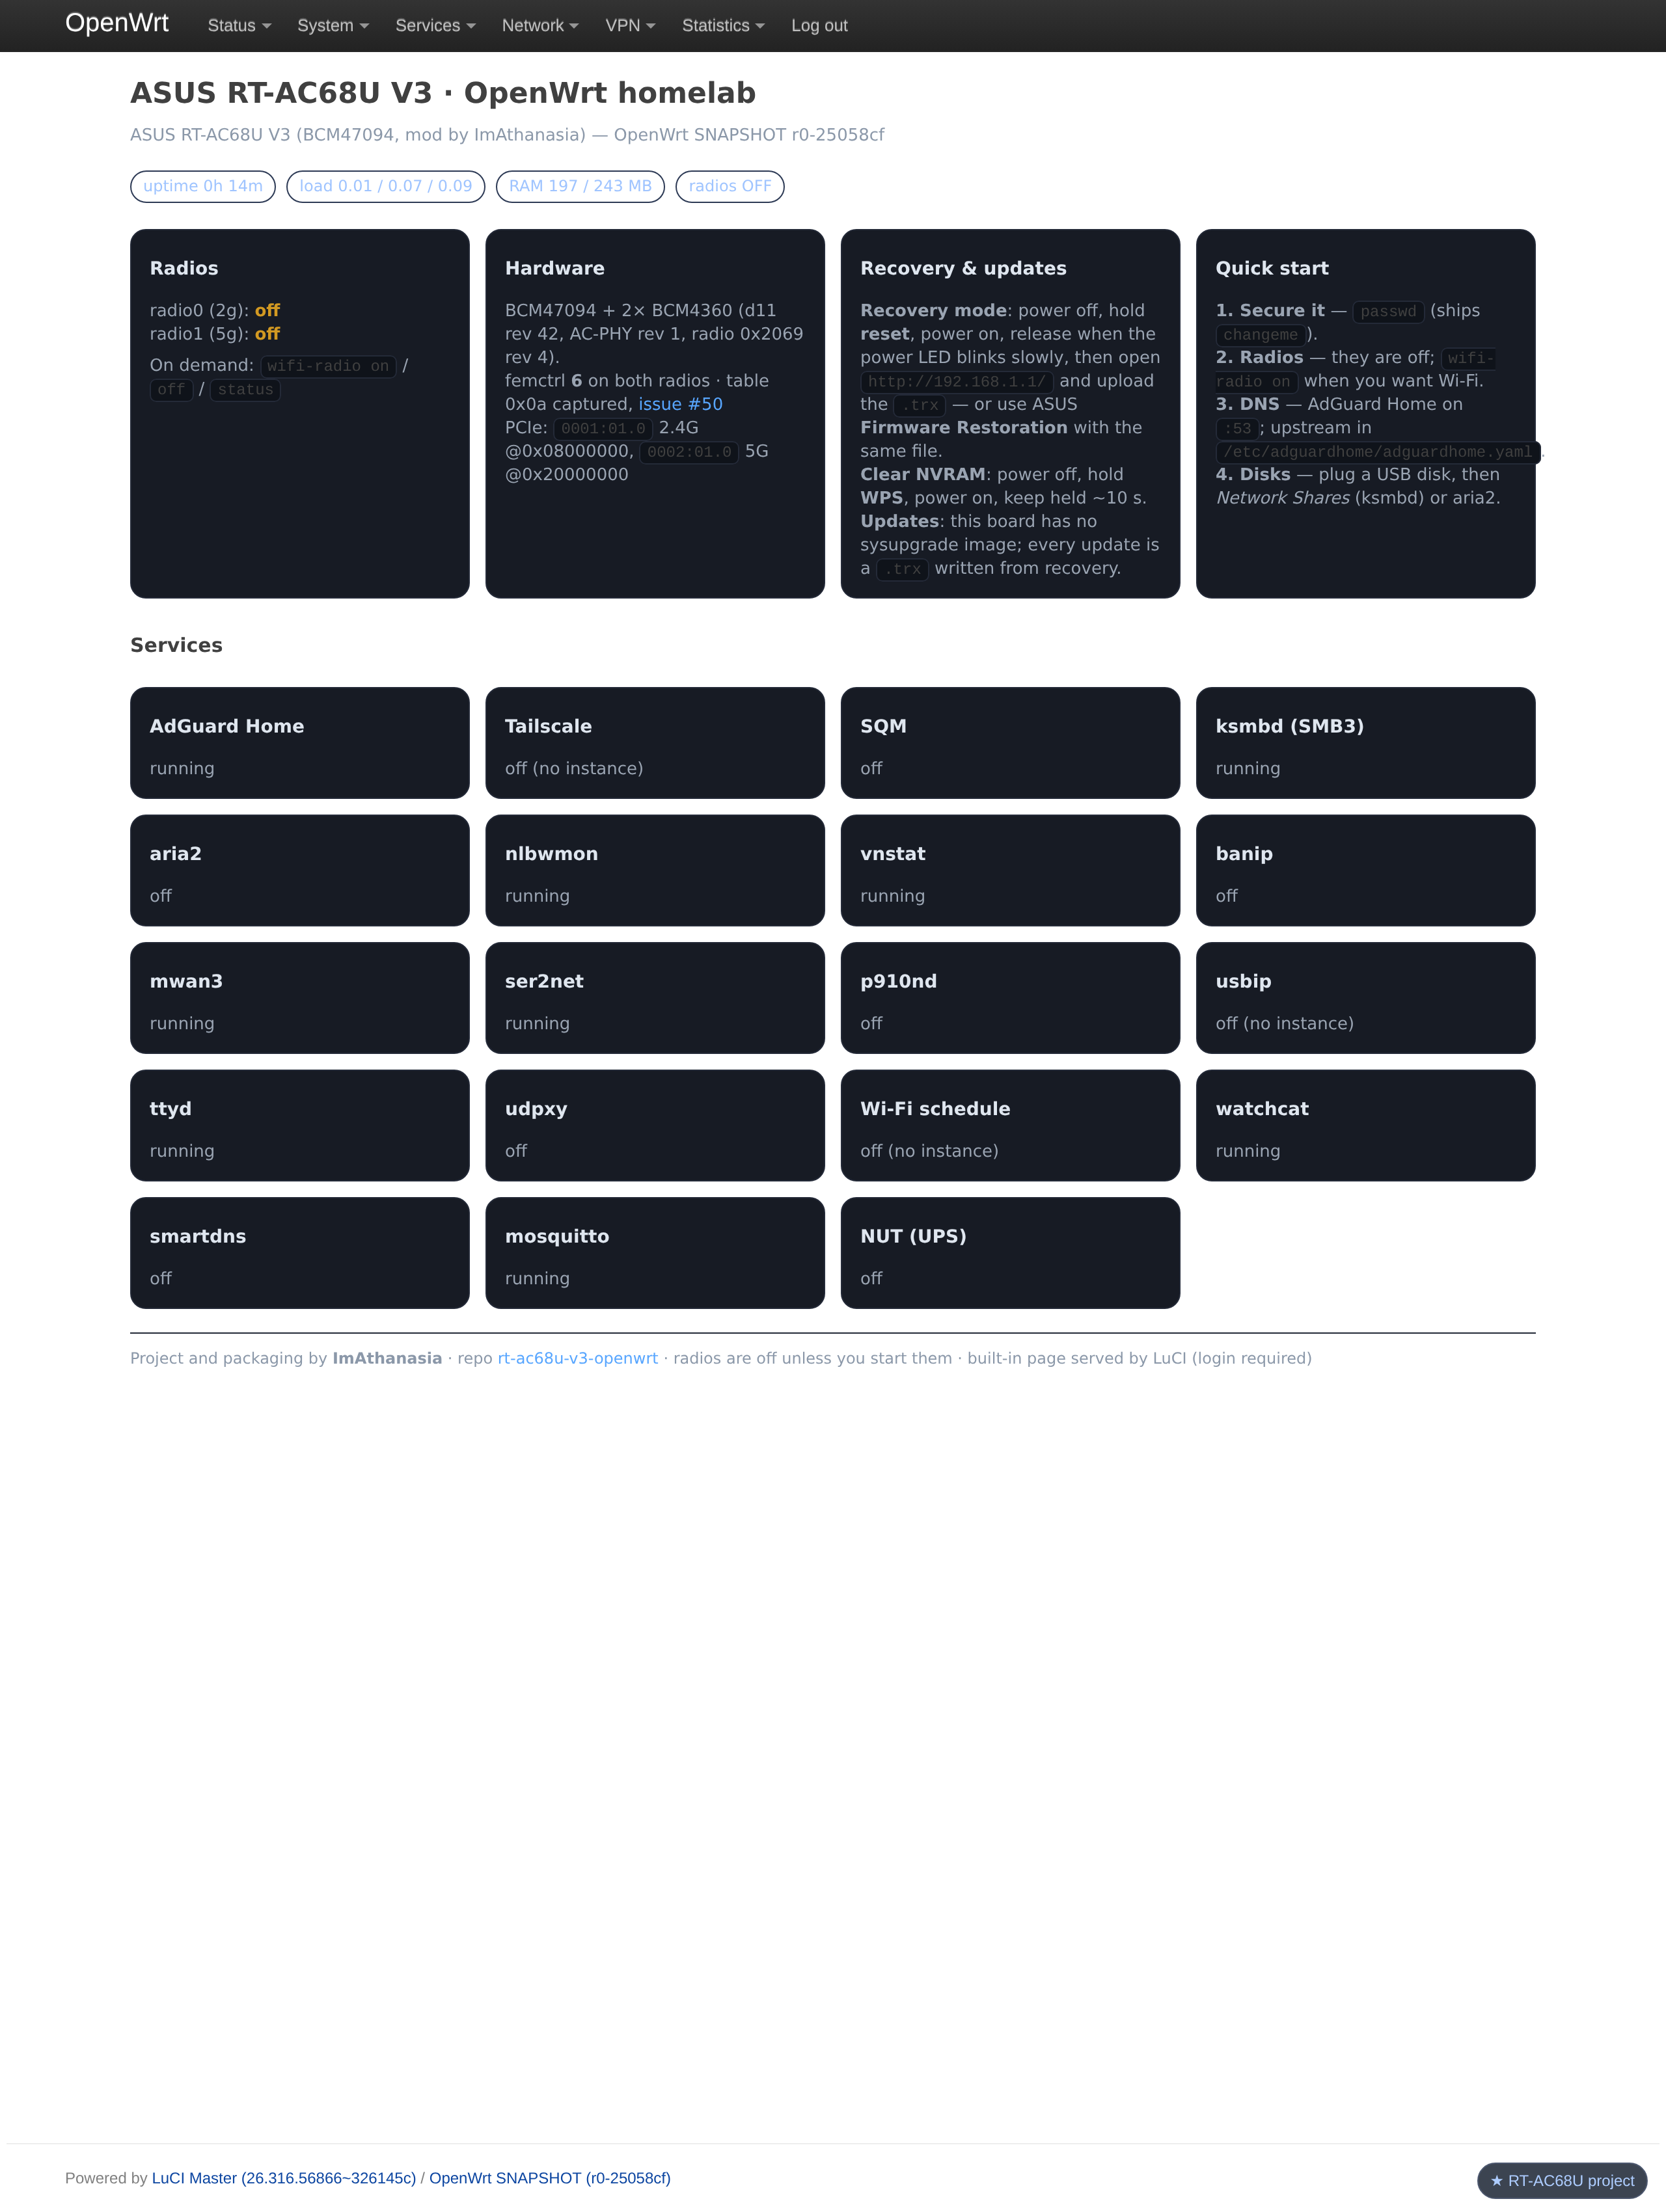 OpenWrt Status System Services Network VPN Statistics Log out
ASUS RT-AC68U V3 · OpenWrt homelab
ASUS RT-AC68U V3 (BCM47094, mod by ImAthanasia) — OpenWrt SNAPSHOT r0-25058cf
uptime 0h 14m load 0.01 / 0.07 / 0.09 RAM 197 / 243 MB radios OFF
Radios
radio0 (2g): off
radio1 (5g): off
On demand: wifi-radio on /
off / status
Hardware
BCM47094 + 2× BCM4360 (d11
rev 42, AC-PHY rev 1, radio 0x2069
rev 4).
femctrl 6 on both radios · table
0x0a captured, issue #50
PCIe: 0001:01.0 2.4G
@0x08000000, 0002:01.0 5G
@0x20000000
Recovery & updates
Recovery mode: power off, hold
reset, power on, release when the
power LED blinks slowly, then open
http://192.168.1.1/ and upload
the .trx — or use ASUS
Firmware Restoration with the
same file.
Clear NVRAM: power off, hold
WPS, power on, keep held ~10 s.
Updates: this board has no
sysupgrade image; every update is
a .trx written from recovery.
Quick start
1. Secure it — passwd (ships
changeme).
2. Radios — they are off; wifi-
radio on when you want Wi-Fi.
3. DNS — AdGuard Home on
:53; upstream in
/etc/adguardhome/adguardhome.yaml.
4. Disks — plug a USB disk, then
Network Shares (ksmbd) or aria2.
Services
AdGuard Home
running
Tailscale
off (no instance)
SQM
off
ksmbd (SMB3)
running
aria2
off
nlbwmon
running
vnstat
running
banip
off
mwan3
running
ser2net
running
p910nd
off
usbip
off (no instance)
ttyd
running
udpxy
off
Wi-Fi schedule
off (no instance)
watchcat
running
smartdns
off
mosquitto
running
NUT (UPS)
off
Project and packaging by ImAthanasia · repo rt-ac68u-v3-openwrt · radios are off unless you start them · built-in page served by LuCI (login required)
Powered by LuCI Master (26.316.56866~326145c) / OpenWrt SNAPSHOT (r0-25058cf)
★ RT-AC68U project